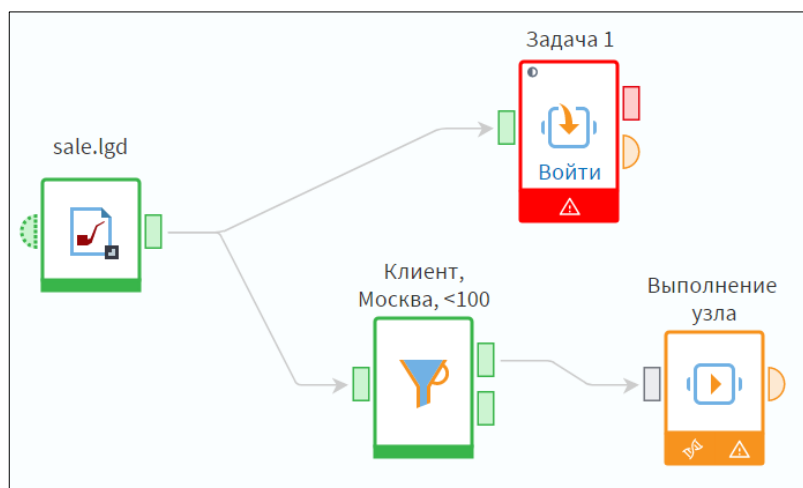 Задача 1
sale.lgd
Войти
Клиент,
Москва, <100
Выполнение
узла